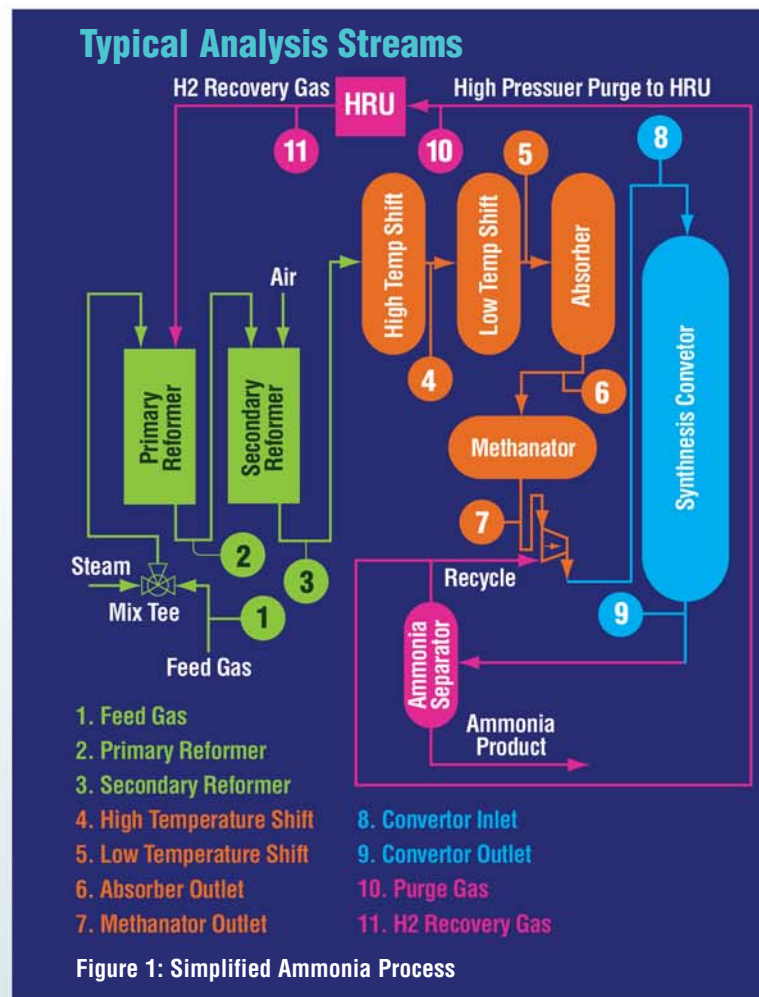 Typical Analysis Streams
H2 Recovery Gas
HRU
High Pressuer Purge to HRU
11
10
5
8
High Temp Shift
Low Temp Shift
Absorber
Air
4
6
Primary
Reformer
Secondary
Reformer
Methanator
Synthnesis Convetor
7
2
3
Steam
Mix Tee
1
Feed Gas
Recycle
9
Ammonia
Separator
Ammonia
Product
1. Feed Gas
2. Primary Reformer
3. Secondary Reformer
4. High Temperature Shift
5. Low Temperature Shift
6. Absorber Outlet
7. Methanator Outlet
8. Convertor Inlet
9. Convertor Outlet
10. Purge Gas
11. H2 Recovery Gas
Figure 1: Simplified Ammonia Process